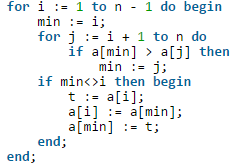 for i := 1 to n - 1 do begin
    min := i;
    for j := i + 1 to n do
        if a[min] > a[j] then
            min := j;
    if min<>i then begin
        t := a[i];
        a[i] := a[min];
        a[min] := t;
    end;
end;